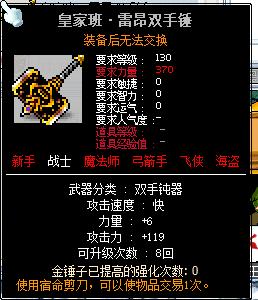 皇家班·雷昂双手锤
装备后无法交换
要求等级： 130
要求力量： 370
要求敏捷： 0
要求智力： 0
要求运气： 0
要求人气度： -
道具等级： -
道具经验值： -
新手 战士 魔法师 弓箭手 飞侠 海盗
武器分类 : 双手钝器
攻击速度 : 快
力量 : +6
攻击力 : +119
可升级次数 : 8回
金锤子已提高的强化次数: 0
使用宿命剪刀，可以使物品交易1次。